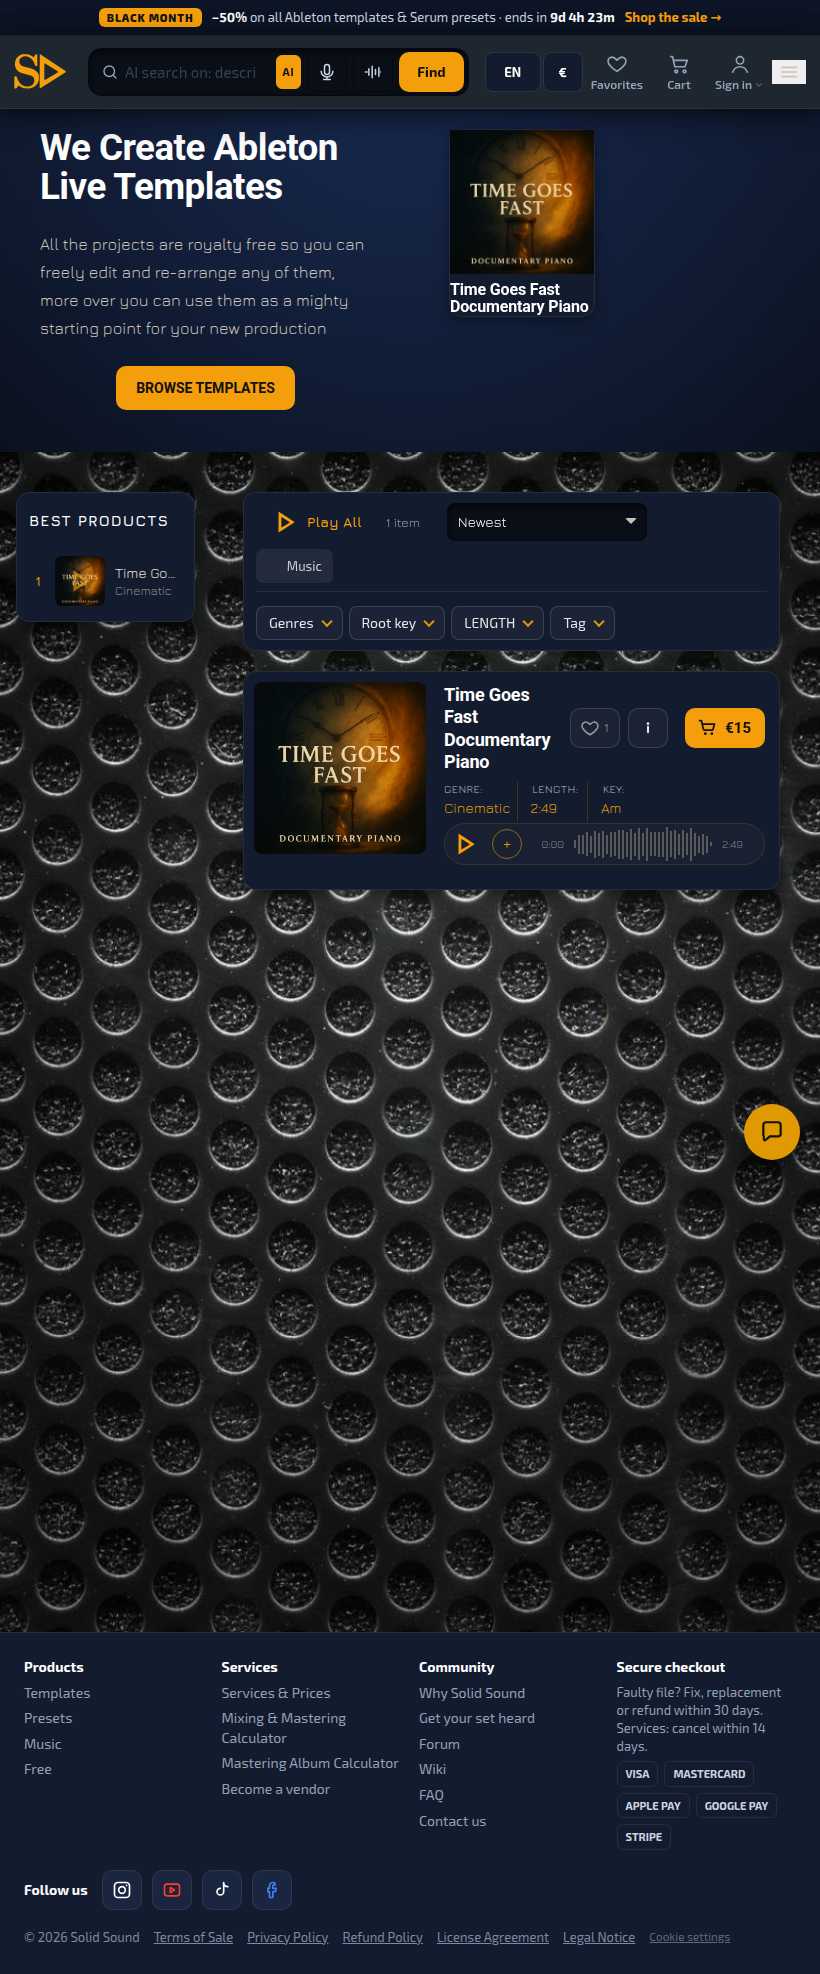 BLACK MONTH –50% on all Ableton templates & Serum presets · ends in 9d 4h 23m Shop the sale →
AI search on: descri
AI
Find
EN
€
Favorites
Cart
Sign in
We Create Ableton
Live Templates
All the projects are royalty free so you can
freely edit and re-arrange any of them,
more over you can use them as a mighty
starting point for your new production
BROWSE TEMPLATES
TIME GOES
FAST
DOCUMENTARY PIANO
Time Goes Fast
Documentary Piano
BEST PRODUCTS
1
Time Go...
Cinematic
Play All
1 item
Newest
Music
Genres
Root key
LENGTH
Tag
TIME GOES
FAST
DOCUMENTARY PIANO
Time Goes
Fast
Documentary
Piano
1
i
€15
GENRE: LENGTH: KEY:
Cinematic 2:49 Am
+
0:00
2:49
Products
Templates
Presets
Music
Free
Services
Services & Prices
Mixing & Mastering
Calculator
Mastering Album Calculator
Become a vendor
Community
Why Solid Sound
Get your set heard
Forum
Wiki
FAQ
Contact us
Secure checkout
Faulty file? Fix, replacement
or refund within 30 days.
Services: cancel within 14
days.
VISA MASTERCARD
APPLE PAY GOOGLE PAY
STRIPE
Follow us
© 2026 Solid Sound Terms of Sale Privacy Policy Refund Policy License Agreement Legal Notice Cookie settings